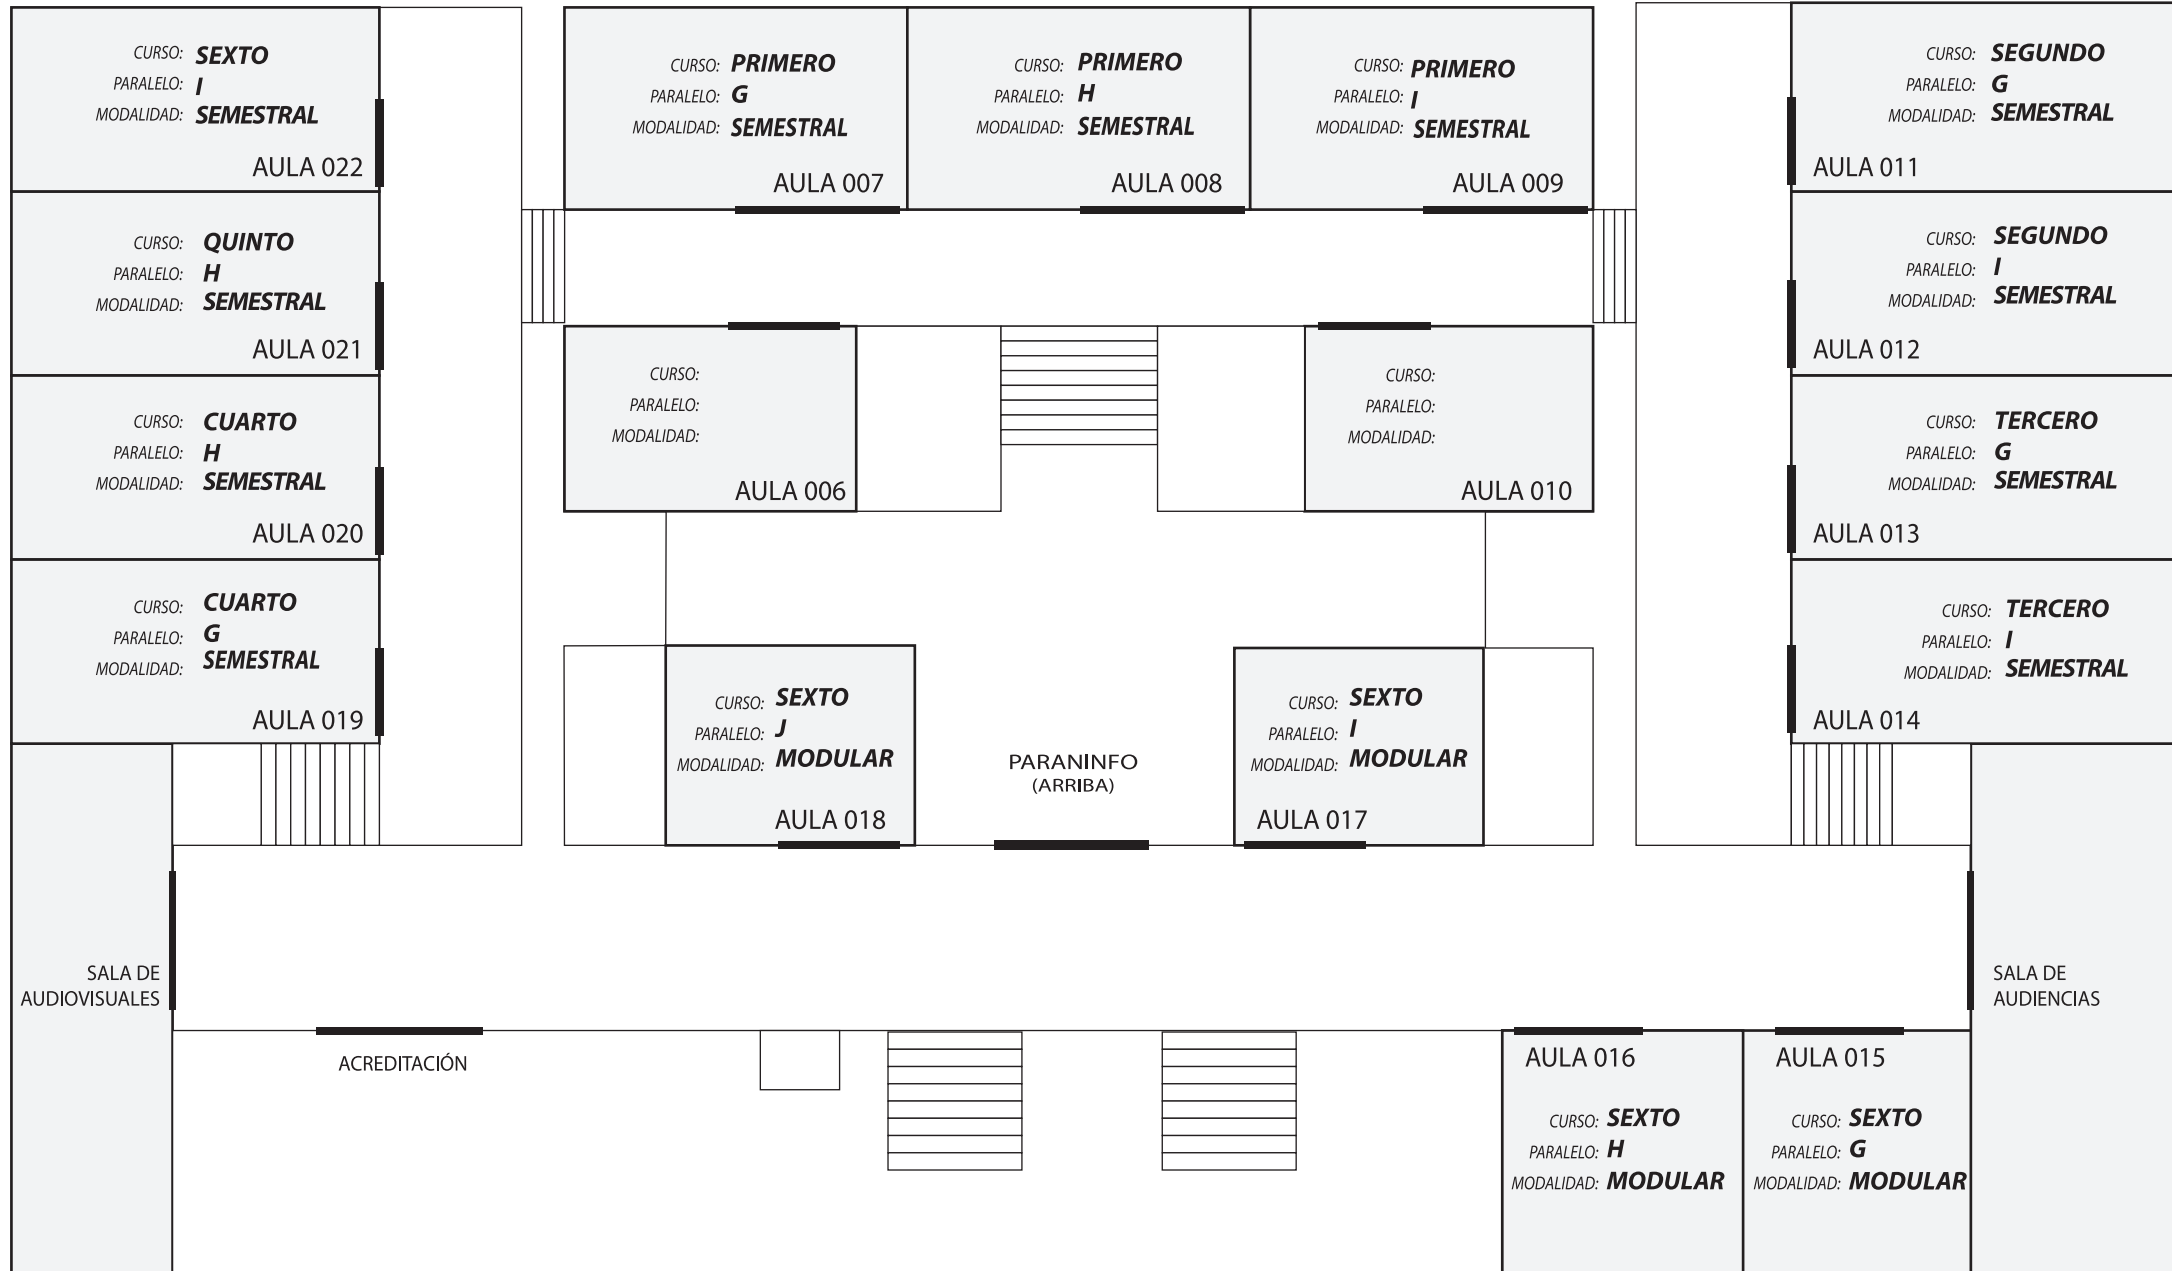 CURSO: SEXTO
PARALELO: I
MODALIDAD: SEMESTRAL
AULA 022
CURSO: PRIMERO
PARALELO: G
MODALIDAD: SEMESTRAL
AULA 007
CURSO: PRIMERO
PARALELO: H
MODALIDAD: SEMESTRAL
AULA 008
CURSO: PRIMERO
PARALELO: I
MODALIDAD: SEMESTRAL
AULA 009
CURSO: SEGUNDO
PARALELO: G
MODALIDAD: SEMESTRAL
AULA 011
CURSO: QUINTO
PARALELO: H
MODALIDAD: SEMESTRAL
AULA 021
CURSO: SEGUNDO
PARALELO: I
MODALIDAD: SEMESTRAL
AULA 012
CURSO: CUARTO
PARALELO: H
MODALIDAD: SEMESTRAL
AULA 020
CURSO:
PARALELO:
MODALIDAD:
AULA 006
CURSO:
PARALELO:
MODALIDAD:
AULA 010
CURSO: TERCERO
PARALELO: G
MODALIDAD: SEMESTRAL
AULA 013
CURSO: CUARTO
PARALELO: G
MODALIDAD: SEMESTRAL
AULA 019
CURSO: SEXTO
PARALELO: J
MODALIDAD: MODULAR
AULA 018
PARANINFO
(ARRIBA)
CURSO: SEXTO
PARALELO: I
MODALIDAD: MODULAR
AULA 017
CURSO: TERCERO
PARALELO: I
MODALIDAD: SEMESTRAL
AULA 014
SALA DE
AUDIOVISUALES
ACREDITACIÓN
SALA DE
AUDIENCIAS
AULA 016
CURSO: SEXTO
PARALELO: H
MODALIDAD: MODULAR
AULA 015
CURSO: SEXTO
PARALELO: G
MODALIDAD: MODULAR